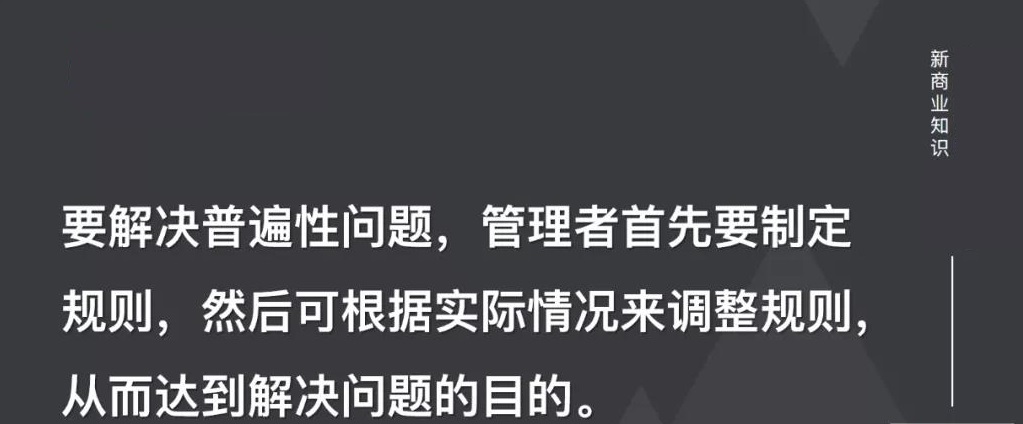 新商业知识
要解决普遍性问题，管理者首先要制定
规则，然后可根据实际情况来调整规则，
从而达到解决问题的目的。